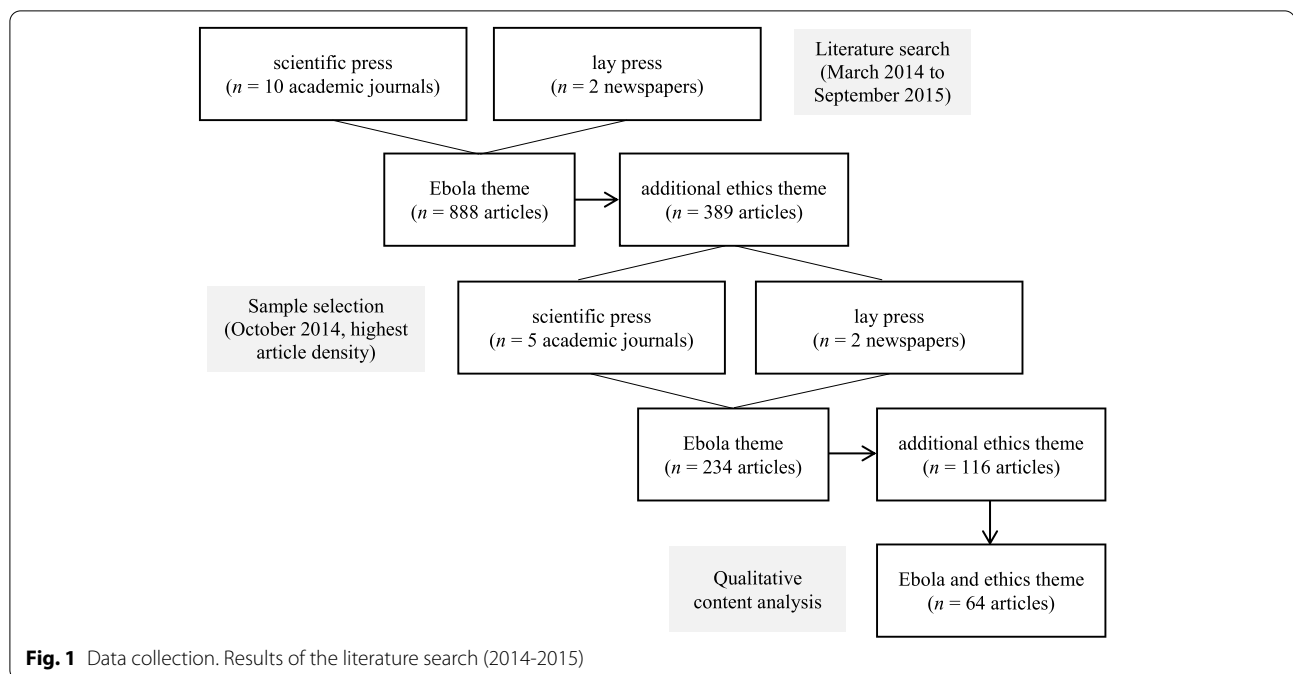 scientific press
(n = 10 academic journals)
lay press
(n = 2 newspapers)
Literature search
(March 2014 to
September 2015)
Ebola theme
(n = 888 articles)
additional ethics theme
(n = 389 articles)
Sample selection
(October 2014, highest
article density)
scientific press
(n = 5 academic journals)
lay press
(n = 2 newspapers)
Ebola theme
(n = 234 articles)
additional ethics theme
(n = 116 articles)
Qualitative
content analysis
Ebola and ethics theme
(n = 64 articles)
Fig. 1 Data collection. Results of the literature search (2014-2015)